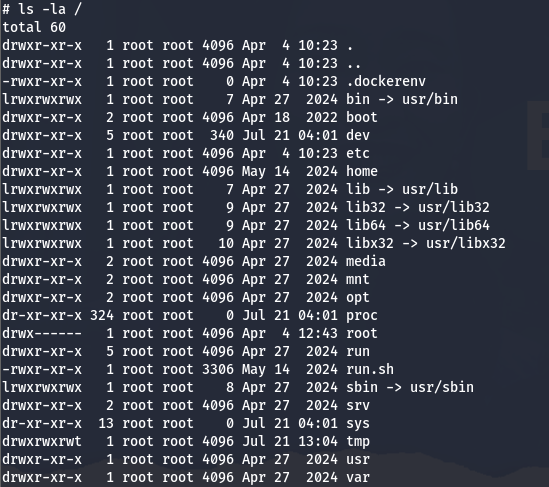 # ls -la /
total 60
drwxr-xr-x   1 root root 4096 Apr  4 10:23 .
drwxr-xr-x   1 root root 4096 Apr  4 10:23 ..
-rwxr-xr-x   1 root root    0 Apr  4 10:23 .dockerenv
lrwxrwxrwx   1 root root    7 Apr 27  2024 bin -> usr/bin
drwxr-xr-x   2 root root 4096 Apr 18  2022 boot
drwxr-xr-x   5 root root  340 Jul 21 04:01 dev
drwxr-xr-x   1 root root 4096 Apr  4 10:23 etc
drwxr-xr-x   1 root root 4096 May 14  2024 home
lrwxrwxrwx   1 root root    7 Apr 27  2024 lib -> usr/lib
lrwxrwxrwx   1 root root    9 Apr 27  2024 lib32 -> usr/lib32
lrwxrwxrwx   1 root root    9 Apr 27  2024 lib64 -> usr/lib64
lrwxrwxrwx   1 root root   10 Apr 27  2024 libx32 -> usr/libx32
drwxr-xr-x   2 root root 4096 Apr 27  2024 media
drwxr-xr-x   2 root root 4096 Apr 27  2024 mnt
drwxr-xr-x   2 root root 4096 Apr 27  2024 opt
dr-xr-xr-x 324 root root    0 Jul 21 04:01 proc
drwx------   1 root root 4096 Apr  4 12:43 root
drwxr-xr-x   5 root root 4096 Apr 27  2024 run
-rwxr-xr-x   1 root root 3306 May 14  2024 run.sh
lrwxrwxrwx   1 root root    8 Apr 27  2024 sbin -> usr/sbin
drwxr-xr-x   2 root root 4096 Apr 27  2024 srv
dr-xr-xr-x  13 root root    0 Jul 21 04:01 sys
drwxrwxrwt   1 root root 4096 Jul 21 13:04 tmp
drwxr-xr-x   1 root root 4096 Apr 27  2024 usr
drwxr-xr-x   1 root root 4096 Apr 27  2024 var